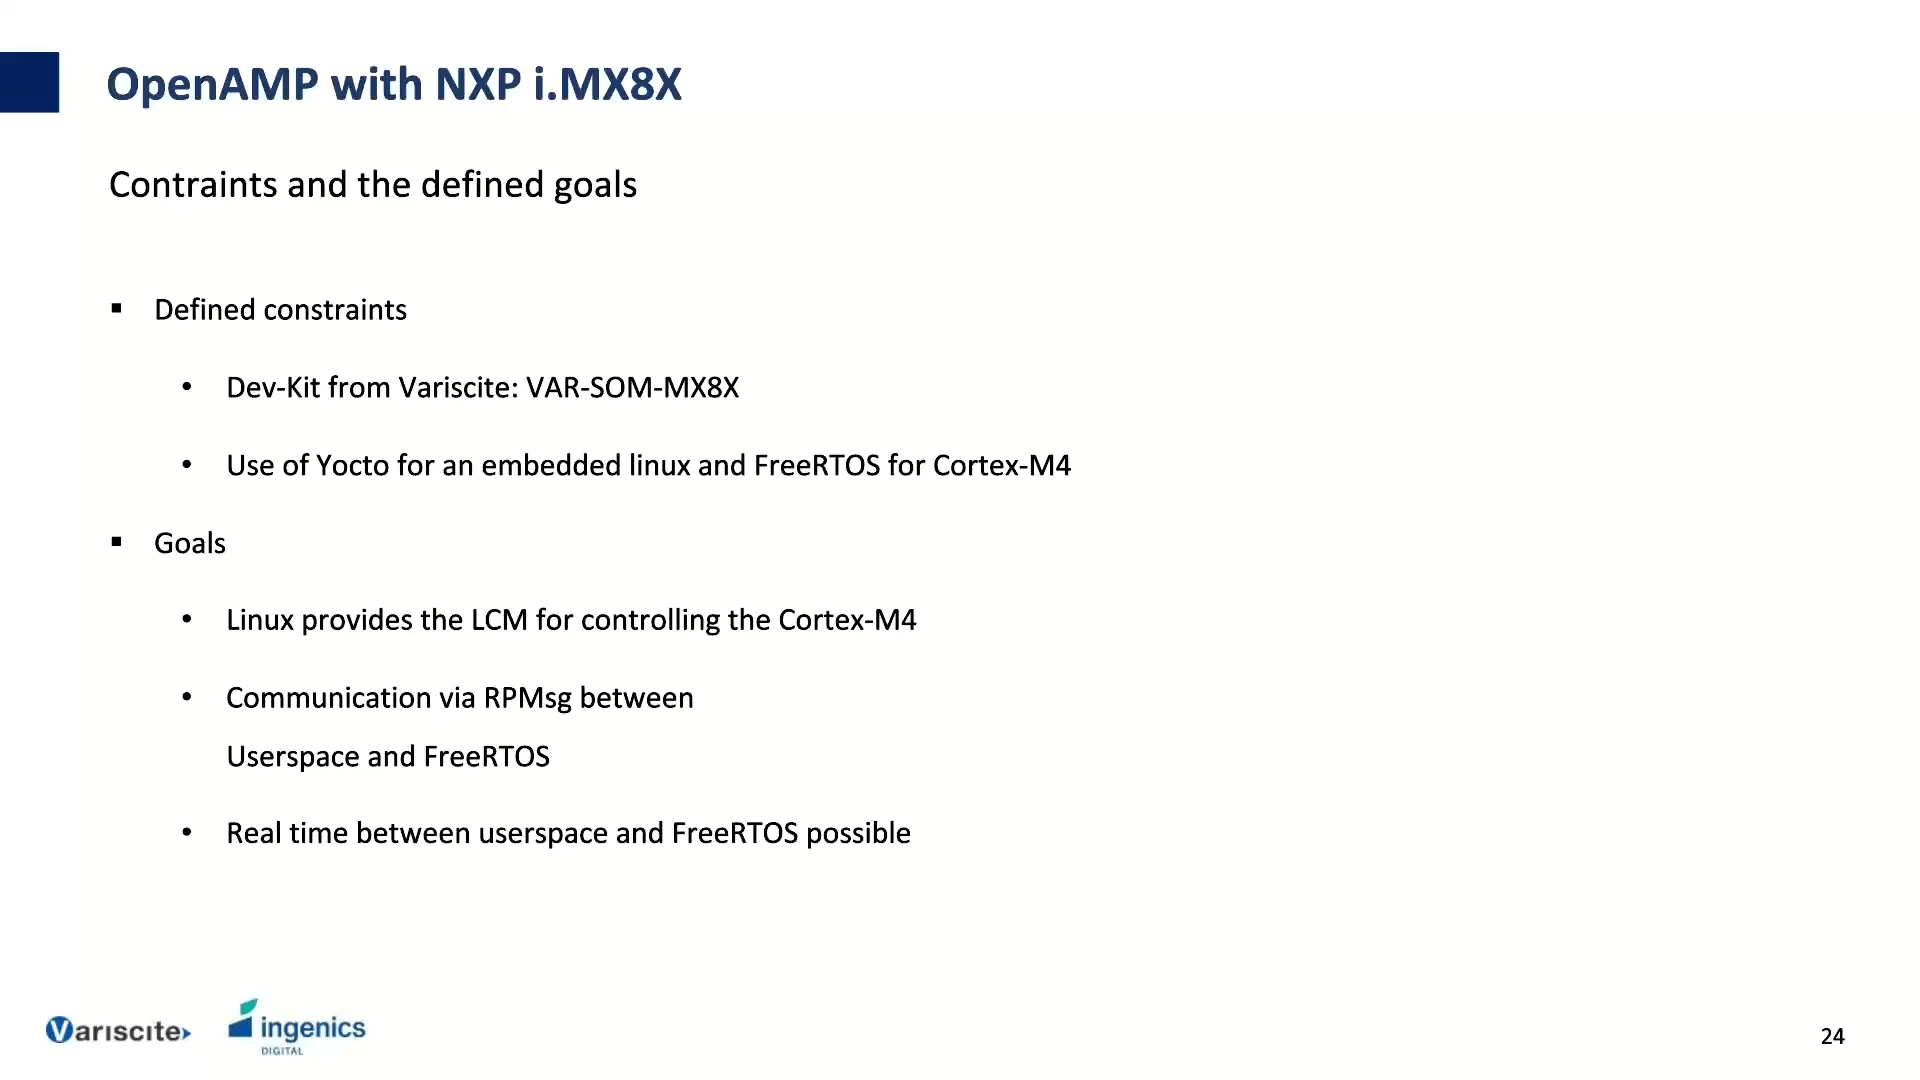 OpenAMP with NXP i.MX8X
Contraints and the defined goals
▪ Defined constraints
• Dev-Kit from Variscite: VAR-SOM-MX8X
• Use of Yocto for an embedded linux and FreeRTOS for Cortex-M4
▪ Goals
• Linux provides the LCM for controlling the Cortex-M4
• Communication via RPMsg between
Userspace and FreeRTOS
• Real time between userspace and FreeRTOS possible
Variscite
ingenics
DIGITAL
24